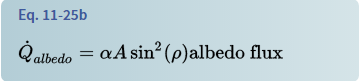 Eq. 11-25b
Q̇_albedo = αA sin²(ρ)albedo flux